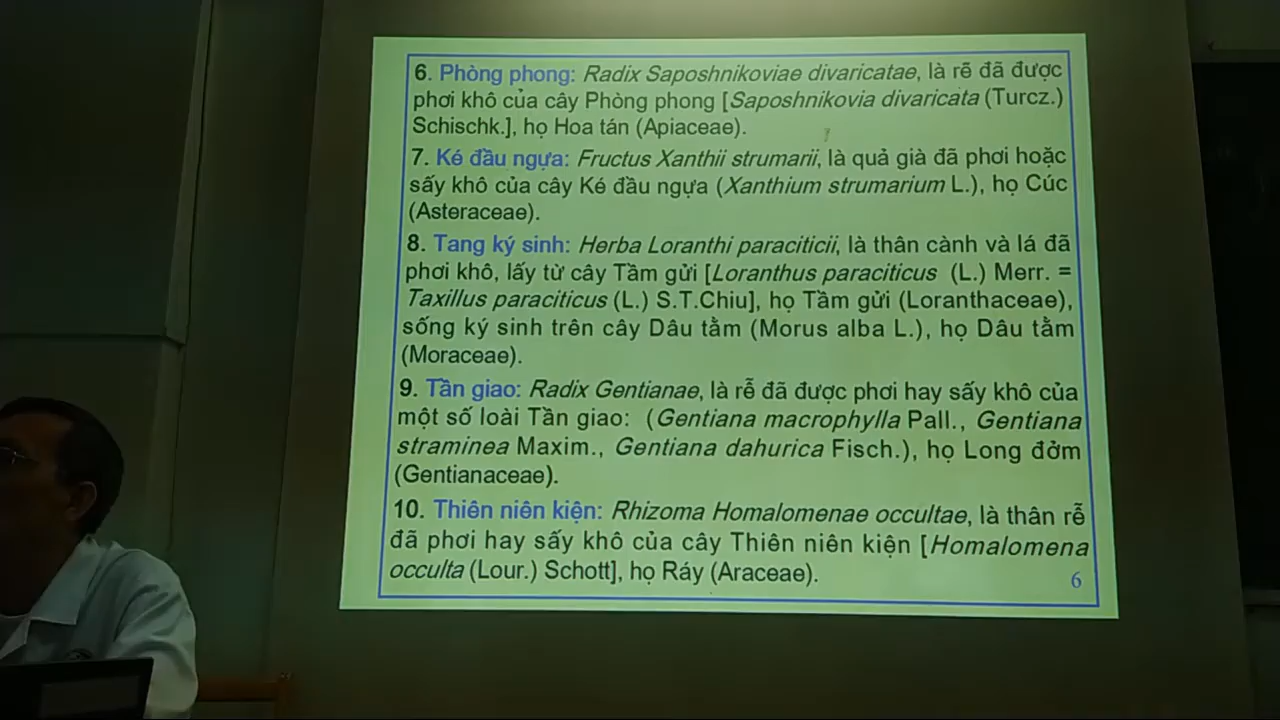 6. Phòng phong: Radix Saposhnikoviae divaricatae, là rễ đã được
phơi khô của cây Phòng phong [Saposhnikovia divaricata (Turcz.)
Schischk.], họ Hoa tán (Apiaceae).
7. Ké đầu ngựa: Fructus Xanthii strumarii, là quả già đã phơi hoặc
sấy khô của cây Ké đầu ngựa (Xanthium strumarium L.), họ Cúc
(Asteraceae).
8. Tang ký sinh: Herba Loranthi paraciticii, là thân cành và lá đã
phơi khô, lấy từ cây Tầm gửi [Loranthus paraciticus (L.) Merr. =
Taxillus paraciticus (L.) S.T.Chiu], họ Tầm gửi (Loranthaceae),
sống ký sinh trên cây Dâu tằm (Morus alba L.), họ Dâu tằm
(Moraceae).
9. Tần giao: Radix Gentianae, là rễ đã được phơi hay sấy khô của
một số loài Tần giao: (Gentiana macrophylla Pall., Gentiana
straminea Maxim., Gentiana dahurica Fisch.), họ Long đởm
(Gentianaceae).
10. Thiên niên kiện: Rhizoma Homalomenae occultae, là thân rễ
đã phơi hay sấy khô của cây Thiên niên kiện [Homalomena
occulta (Lour.) Schott], họ Ráy (Araceae).
6